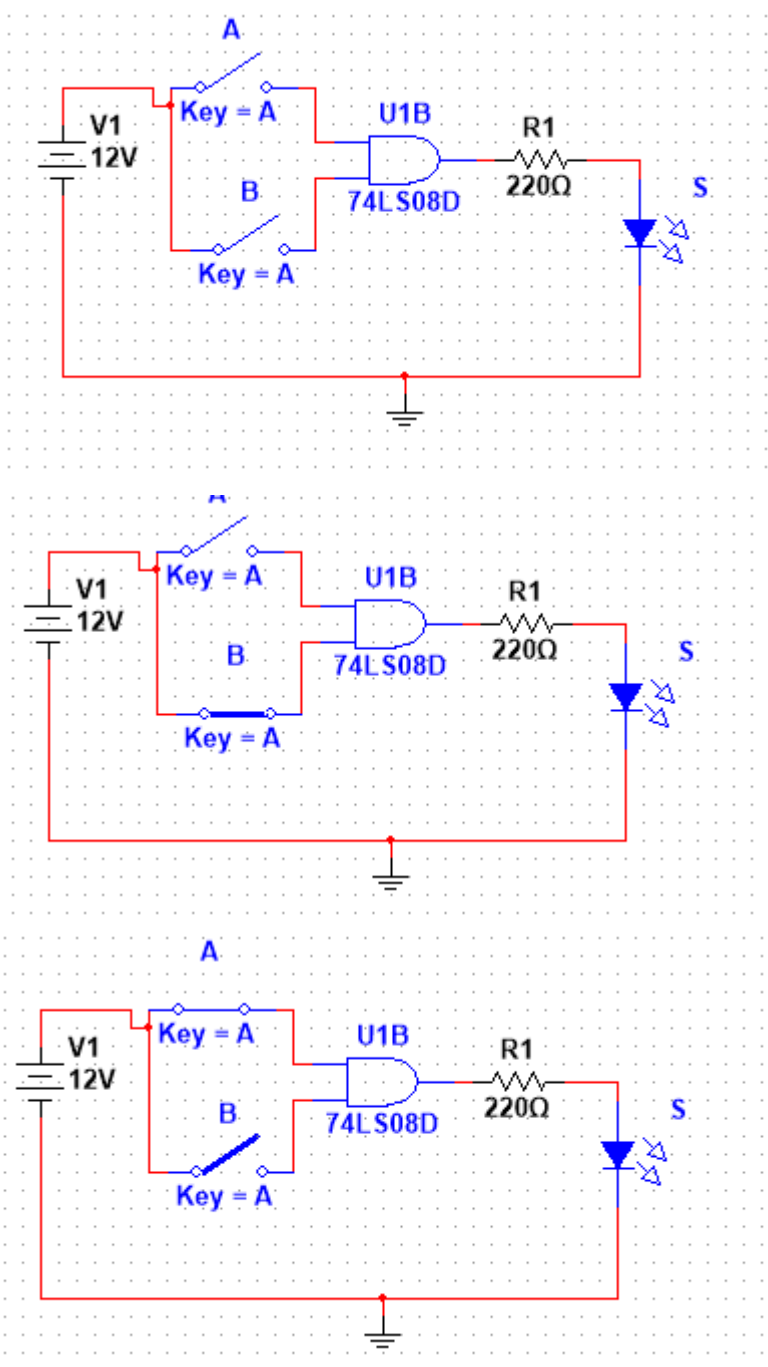 A
Key = A
V1
12V
U1B
74LS08D
R1
220Ω
B
Key = A
S
A
Key = A
V1
12V
U1B
74LS08D
R1
220Ω
B
Key = A
S
A
Key = A
V1
12V
U1B
74LS08D
R1
220Ω
B
Key = A
S